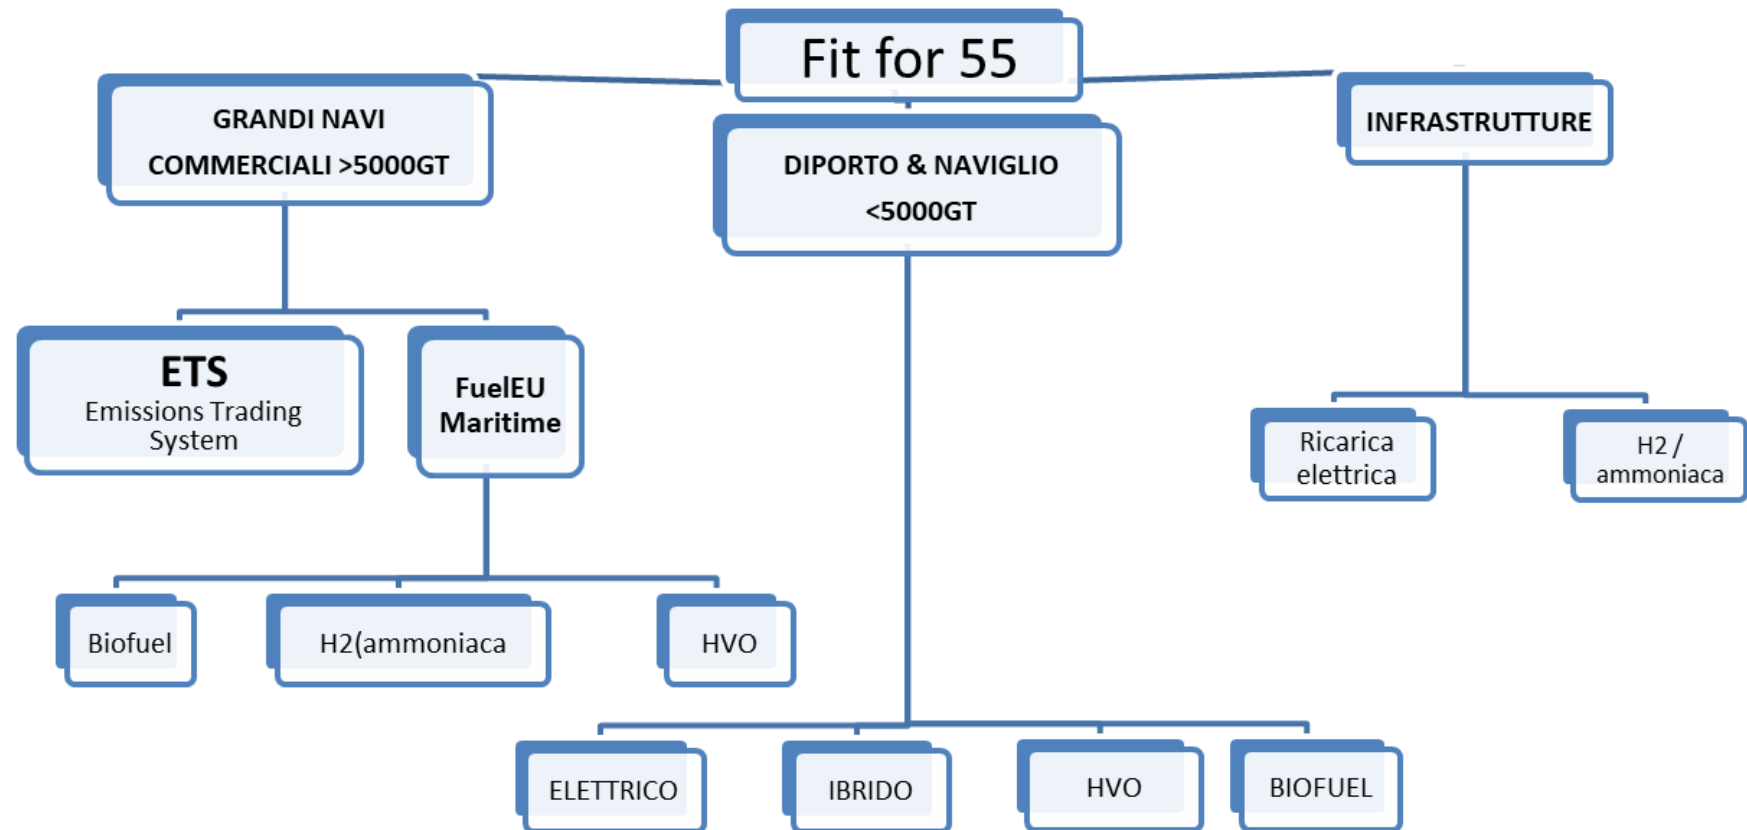 Fit for 55
GRANDI NAVI
COMMERCIALI >5000GT
DIPORTO & NAVIGLIO
<5000GT
INFRASTRUTTURE
ETS
Emissions Trading
System
FuelEU
Maritime
Ricarica
elettrica
H2 /
ammoniaca
Biofuel
H2(ammoniaca
HVO
ELETTRICO
IBRIDO
HVO
BIOFUEL